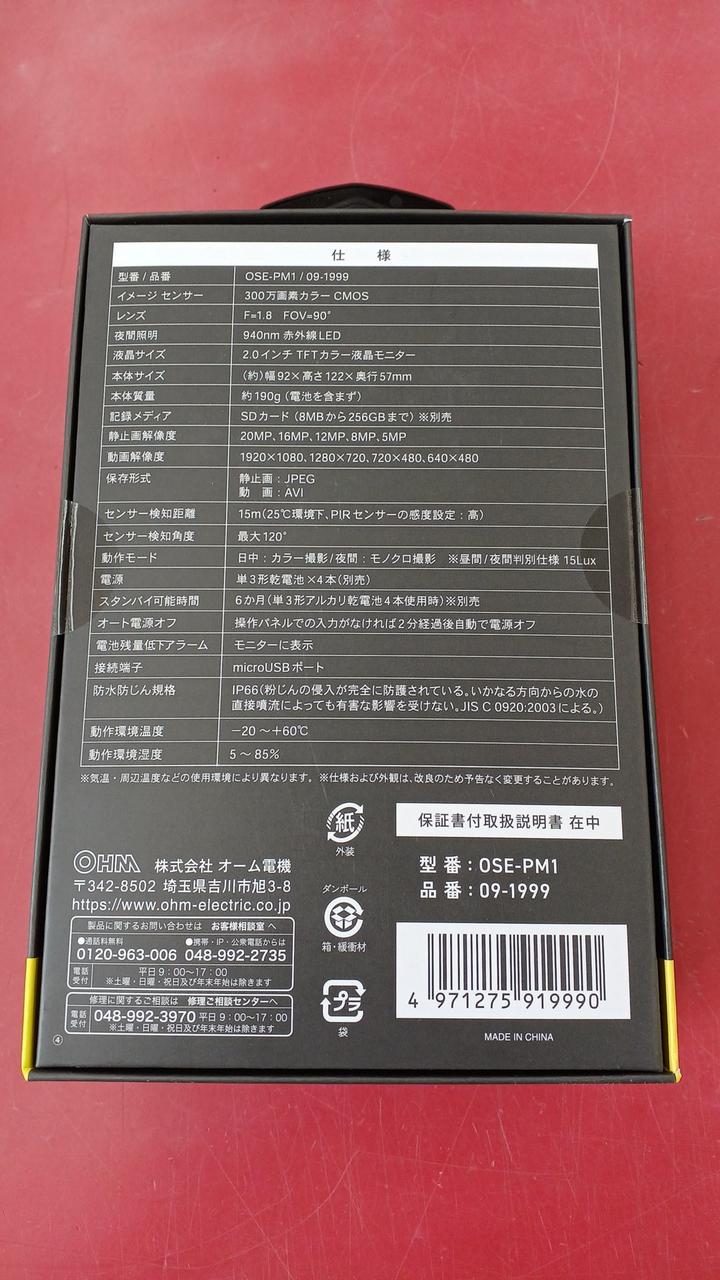 仕 様
型番 / 品番 OSE-PM1 / 09-1999
イメージ センサー 300万画素カラー CMOS
レンズ F=1.8 FOV=90°
夜間照明 940nm 赤外線LED
液晶サイズ 2.0インチ TFTカラー液晶モニター
本体サイズ (約)幅92×高さ122×奥行57mm
本体質量 約190g(電池を含まず)
記録メディア SDカード(8MBから256GBまで)※別売
静止画解像度 20MP、16MP、12MP、8MP、5MP
動画解像度 1920×1080、1280×720、720×480、640×480
保存形式 静止画:JPEG
動 画:AVI
センサー検知距離 15m(25℃環境下、PIRセンサーの感度設定:高)
センサー検知角度 最大120°
動作モード 日中:カラー撮影/夜間:モノクロ撮影 ※昼間/夜間判別仕様 15Lux
電源 単3形乾電池×4本(別売)
スタンバイ可能時間 6か月(単3形アルカリ乾電池4本使用時)※別売
オート電源オフ 操作パネルでの入力がなければ2分経過後自動で電源オフ
電池残量低下アラーム モニターに表示
接続端子 microUSBポート
防水防じん規格 IP66(粉じんの侵入が完全に防護されている。いかなる方向からの水の
直接噴流によっても有害な影響を受けない。JIS C 0920:2003による。)
動作環境温度 −20～+60℃
動作環境湿度 5～85%
※気温・周辺温度などの使用環境により異なります。 ※仕様および外観は、改良のため予告なく変更することがあります。
紙
外装
保証書付取扱説明書 在中
OHM 株式会社 オーム電機
〒342-8502 埼玉県吉川市旭3-8
https://www.ohm-electric.co.jp
製品に関するお問い合わせは お客様相談室 へ
●通話料無料 ●携帯・IP・公衆電話からは
0120-963-006 048-992-2735
電話受付 平日 9:00〜17:00
※土曜・日曜・祝日及び年末年始は除きます
修理に関するご相談は 修理ご相談センターへ
電話受付 048-992-3970 平日 9:00〜17:00
※土曜・日曜・祝日及び年末年始は除きます
④
ダンボール
箱・緩衝材
プラ
袋
型 番:OSE-PM1
品 番:09-1999
4 971275 919990
MADE IN CHINA